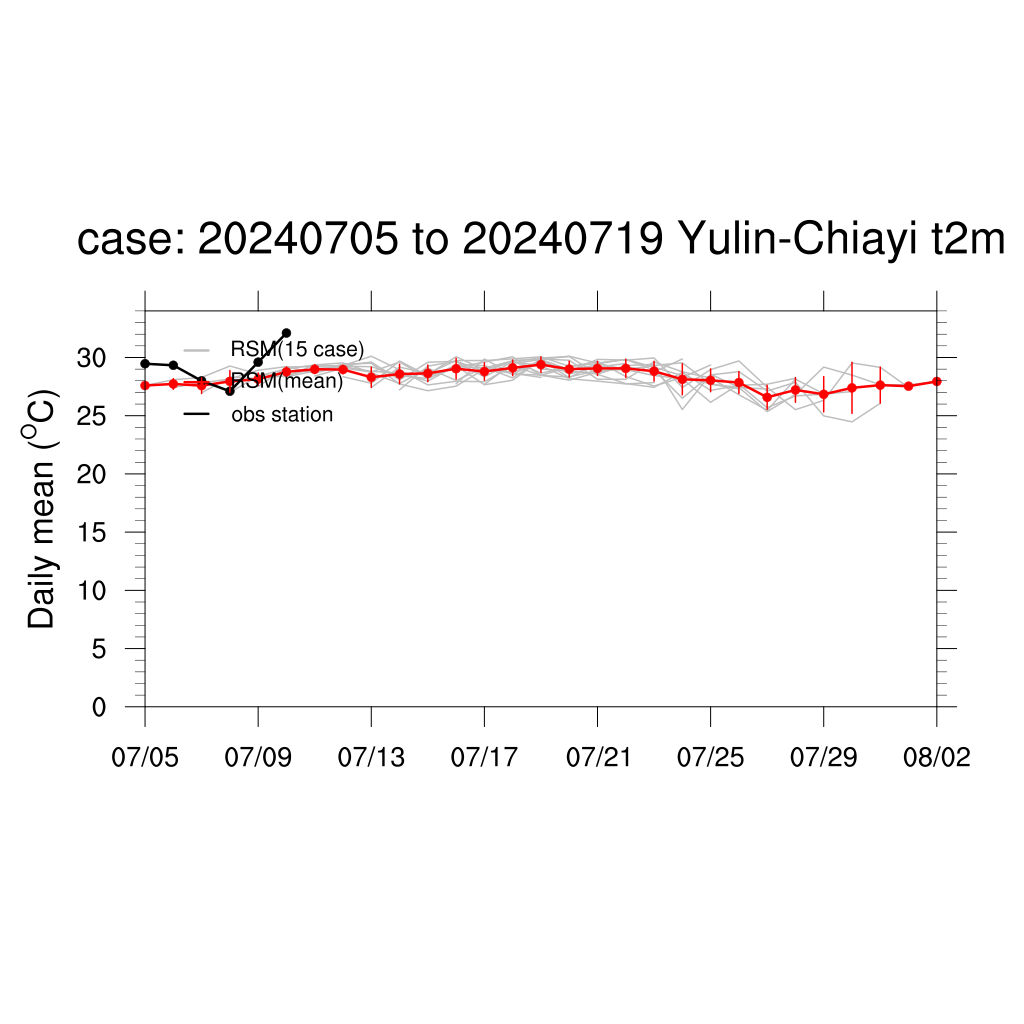 case: 20240705 to 20240719 Yulin-Chiayi t2m
Daily mean (°C)
30
25
20
15
10
5
0
RSM(15 case)
RSM(mean)
obs station
07/05 07/09 07/13 07/17 07/21 07/25 07/29 08/02